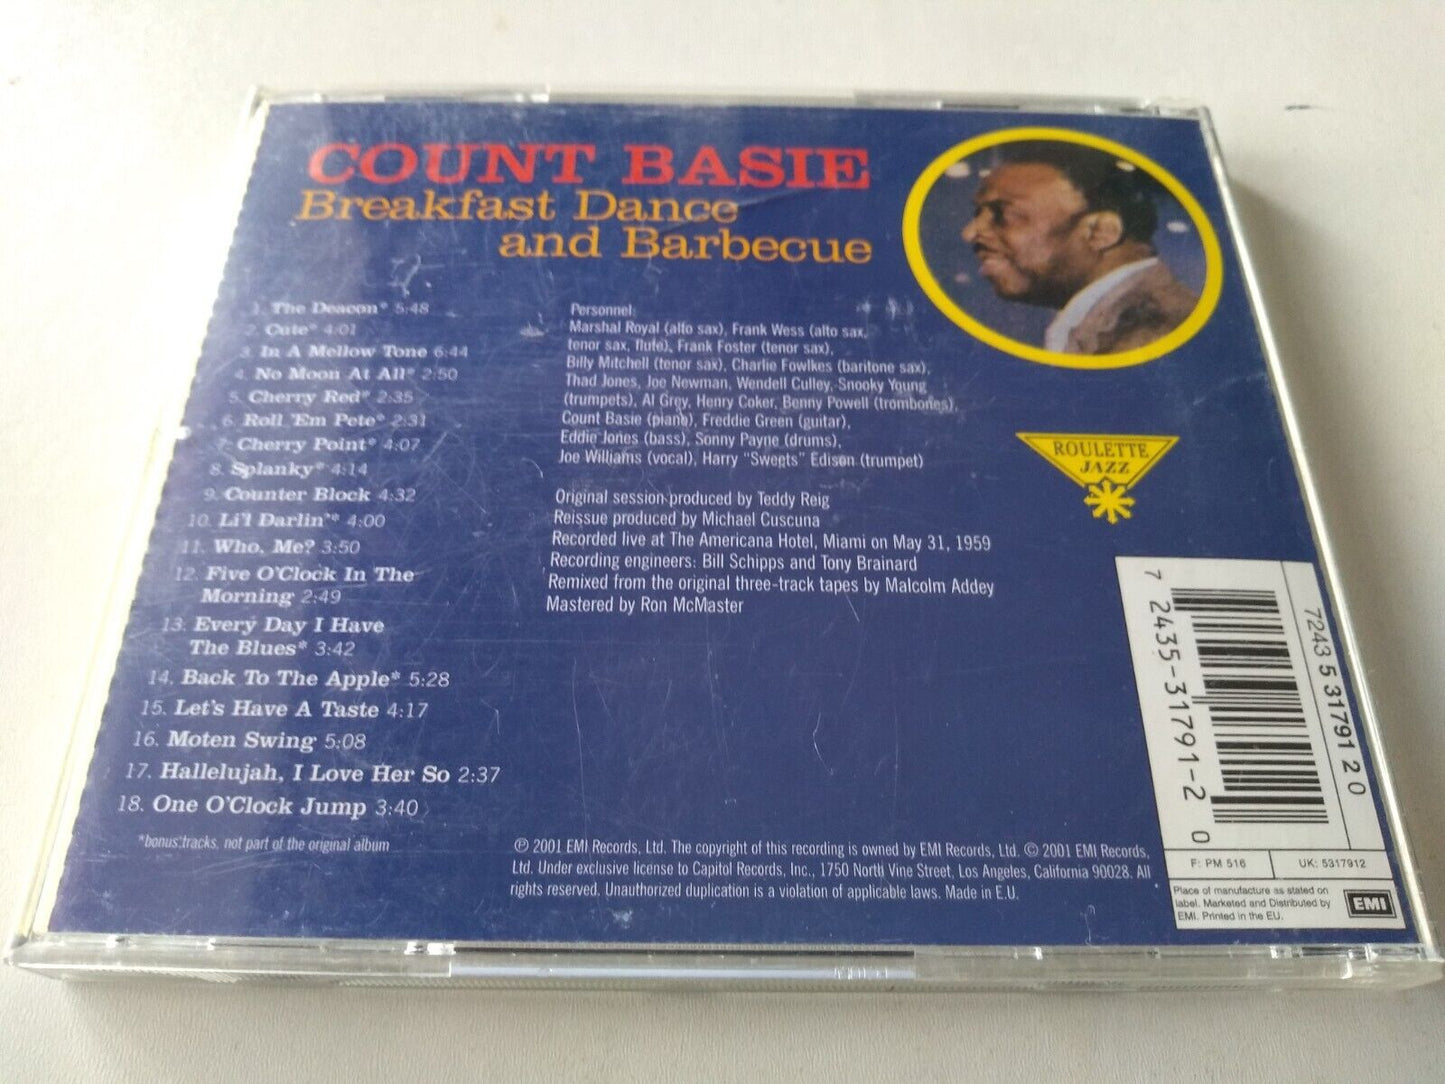 COUNT BASIE
Breakfast Dance
and Barbecue
1. The Deacon* 5:48
2. Cute* 4:01
3. In A Mellow Tone 6:44
4. No Moon At All* 2:50
5. Cherry Red* 2:35
6. Roll 'Em Pete* 2:31
7. Cherry Point* 4:07
8. Splanky* 4:14
9. Counter Block 4:32
10. Li'l Darlin'* 4:00
11. Who, Me? 3:50
12. Five O'Clock In The
Morning 2:49
13. Every Day I Have
The Blues* 3:42
14. Back To The Apple* 5:28
15. Let's Have A Taste 4:17
16. Moten Swing 5:08
17. Hallelujah, I Love Her So 2:37
18. One O'Clock Jump 3:40
*bonus tracks, not part of the original album
Personnel:
Marshal Royal (alto sax), Frank Wess (alto sax,
tenor sax, flute), Frank Foster (tenor sax),
Billy Mitchell (tenor sax), Charlie Fowlkes (baritone sax),
Thad Jones, Joe Newman, Wendell Culley, Snooky Young
(trumpets), Al Grey, Henry Coker, Benny Powell (trombones),
Count Basie (piano), Freddie Green (guitar),
Eddie Jones (bass), Sonny Payne (drums),
Joe Williams (vocal), Harry "Sweets" Edison (trumpet)
Original session produced by Teddy Reig
Reissue produced by Michael Cuscuna
Recorded live at The Americana Hotel, Miami on May 31, 1959
Recording engineers: Bill Schipps and Tony Brainard
Remixed from the original three-track tapes by Malcolm Addey
Mastered by Ron McMaster
ROULETTE
JAZZ
℗ 2001 EMI Records, Ltd. The copyright of this recording is owned by EMI Records, Ltd. © 2001 EMI Records,
Ltd. Under exclusive license to Capitol Records, Inc., 1750 North Vine Street, Los Angeles, California 90028. All
rights reserved. Unauthorized duplication is a violation of applicable laws. Made in E.U.
7 2435-31791-2 0
7243 5 31791 2 0
F: PM 516
UK: 5317912
Place of manufacture as stated on
label. Marketed and Distributed by
EMI. Printed in the EU.
EMI